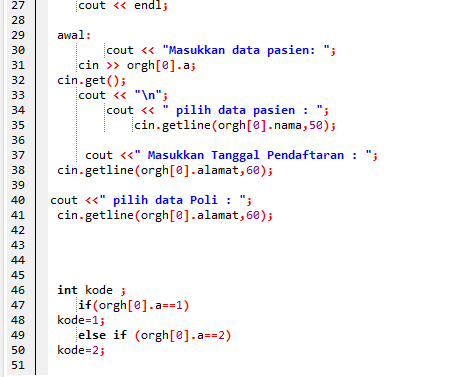 27 cout << endl;
28
29 awal:
30 cout << "Masukkan data pasien: ";
31 cin >> orgh[0].a;
32 cin.get();
33 cout << "\n";
34 cout << " pilih data pasien : ";
35 cin.getline(orgh[0].nama,50);
36
37 cout <<" Masukkan Tanggal Pendaftaran : ";
38 cin.getline(orgh[0].alamat,60);
39
40 cout <<" pilih data Poli : ";
41 cin.getline(orgh[0].alamat,60);
42
43
44
45
46 int kode ;
47 if(orgh[0].a==1)
48 kode=1;
49 else if (orgh[0].a==2)
50 kode=2;
51